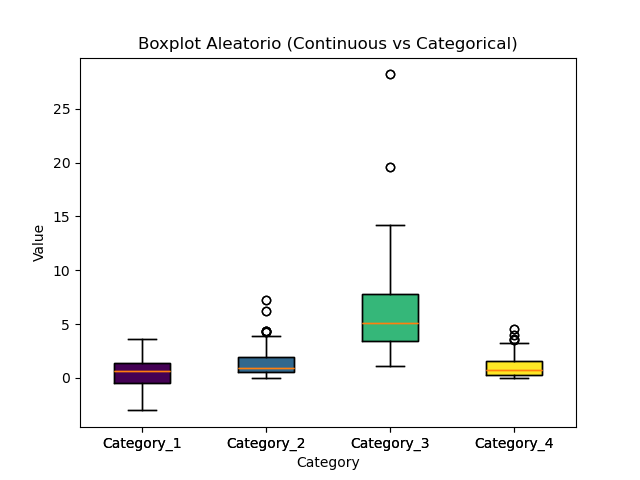 Boxplot Aleatorio (Continuous vs Categorical)
Value
25
20
15
10
5
0
Category_1 Category_2 Category_3 Category_4
Category